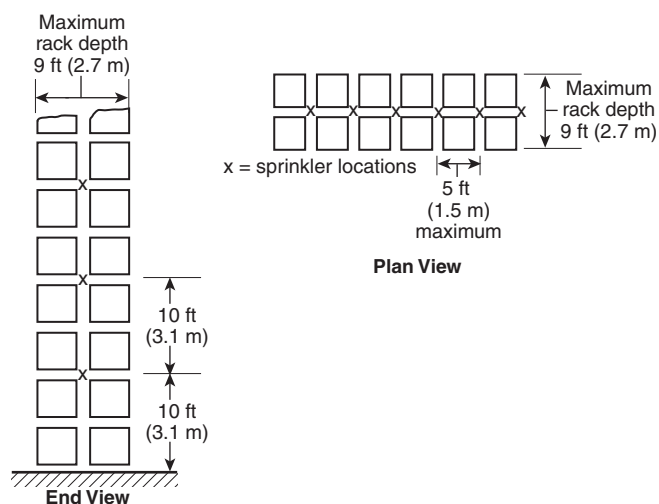 Maximum
rack depth
9 ft (2.7 m)
x
x
x
10 ft
(3.1 m)
10 ft
(3.1 m)
End View
x x x x x x
Maximum
rack depth
9 ft (2.7 m)
x = sprinkler locations
5 ft
(1.5 m)
maximum
Plan View